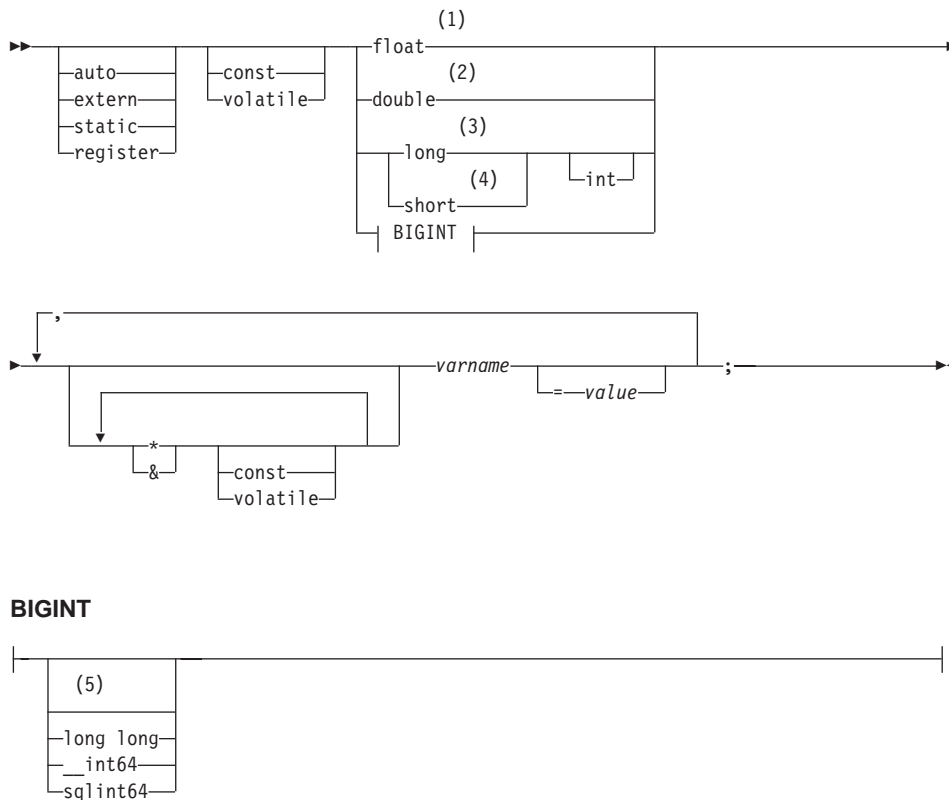 (1)
float
auto const (2)
extern volatile double
static (3)
register long
(4) int
short
BIGINT
,
varname ;
= value
*
& const
volatile
BIGINT
(5)
long long
__int64
sqlint64